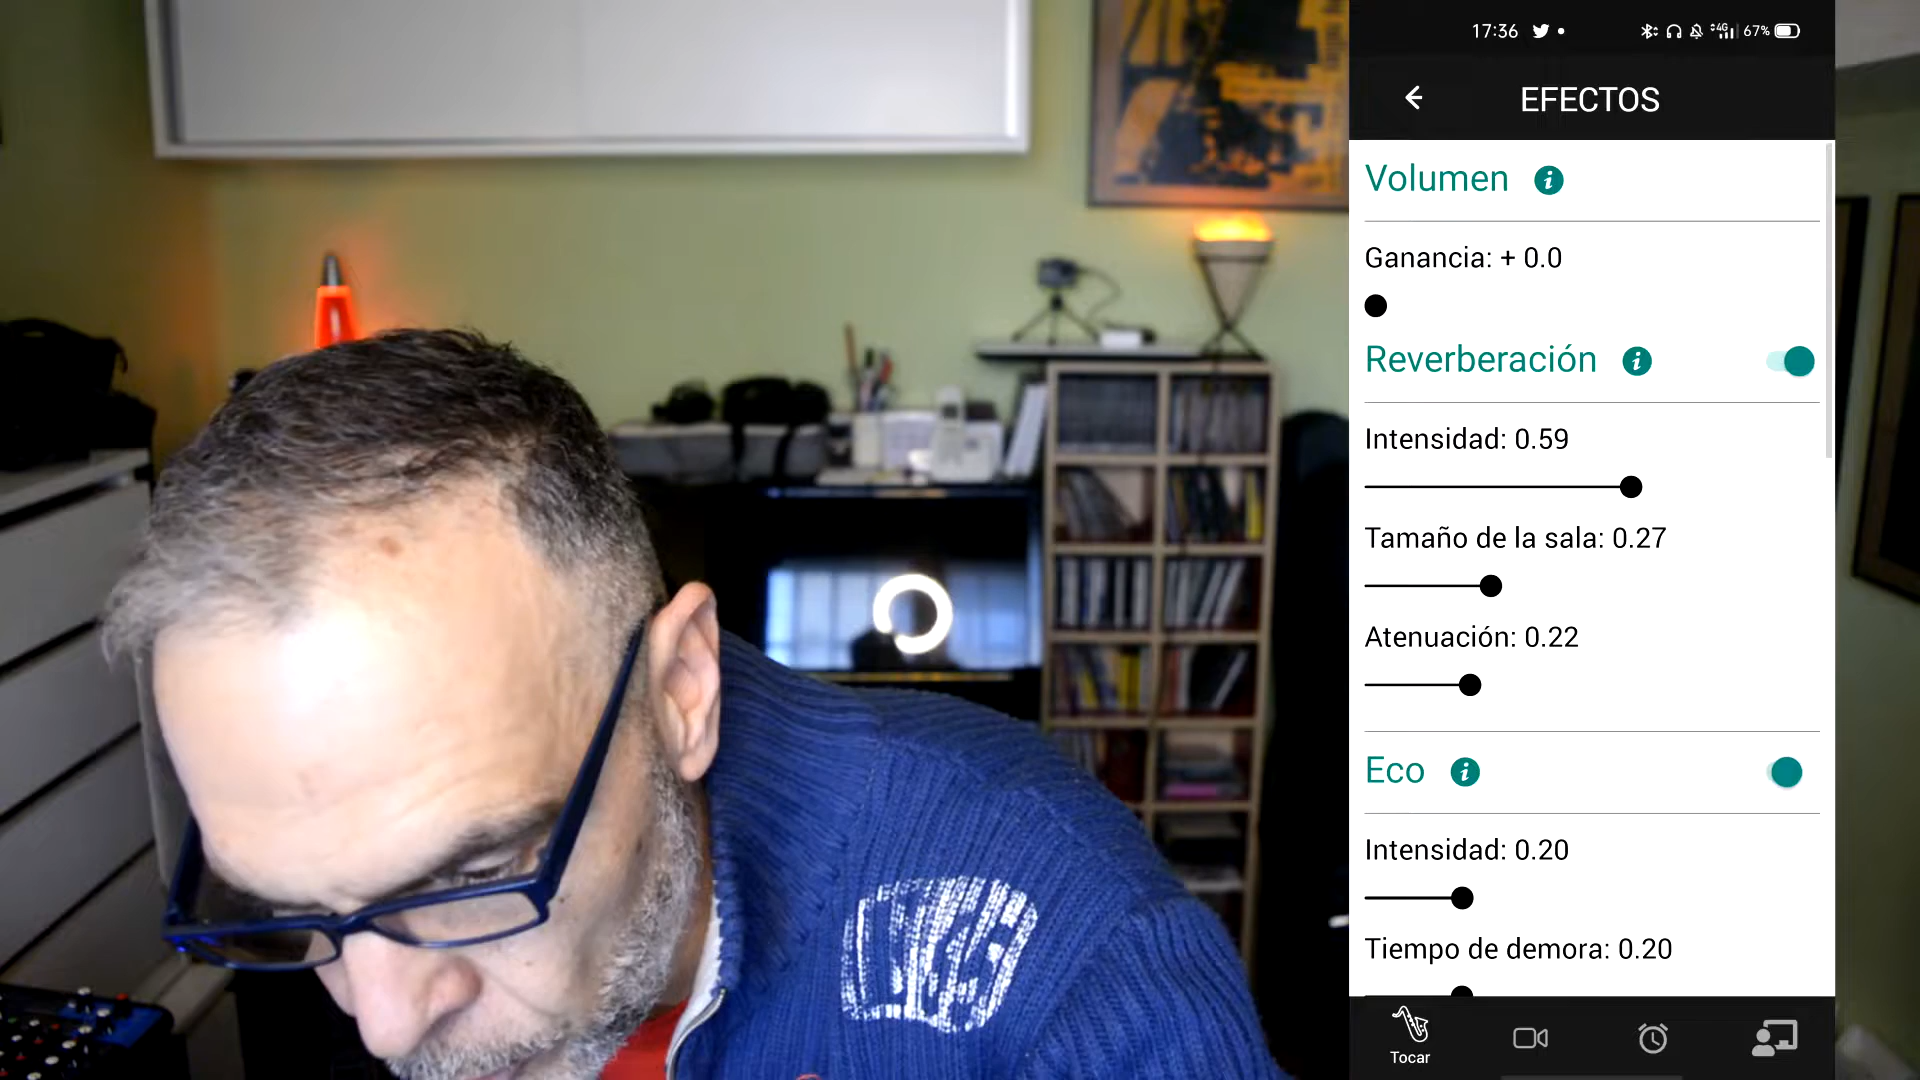 17:36
4G
67%
EFECTOS
Volumen
Ganancia: + 0.0
Reverberación
Intensidad: 0.59
Tamaño de la sala: 0.27
Atenuación: 0.22
Eco
Intensidad: 0.20
Tiempo de demora: 0.20
Tocar